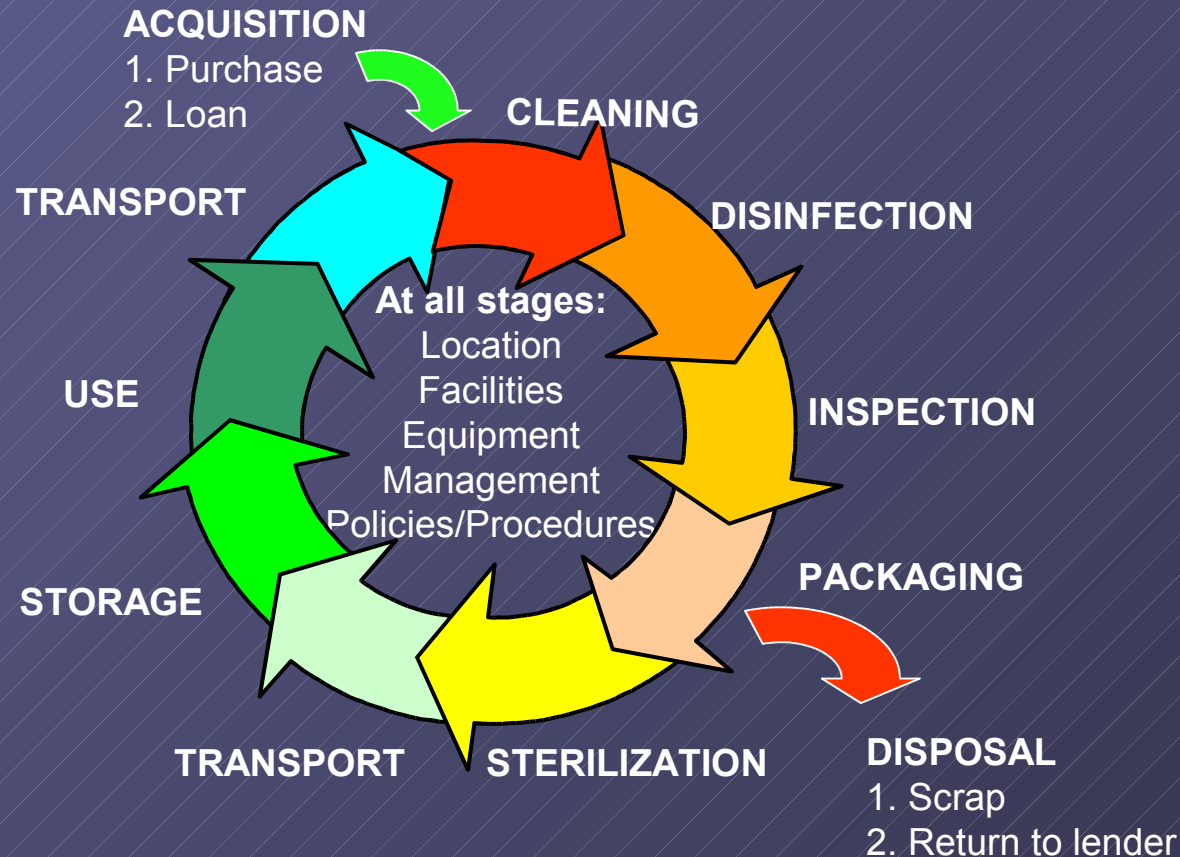 ACQUISITION
1. Purchase
2. Loan
CLEANING
TRANSPORT
DISINFECTION
At all stages:
Location
Facilities
Equipment
Management
Policies/Procedures
USE
INSPECTION
PACKAGING
STORAGE
TRANSPORT
STERILIZATION
DISPOSAL
1. Scrap
2. Return to lender